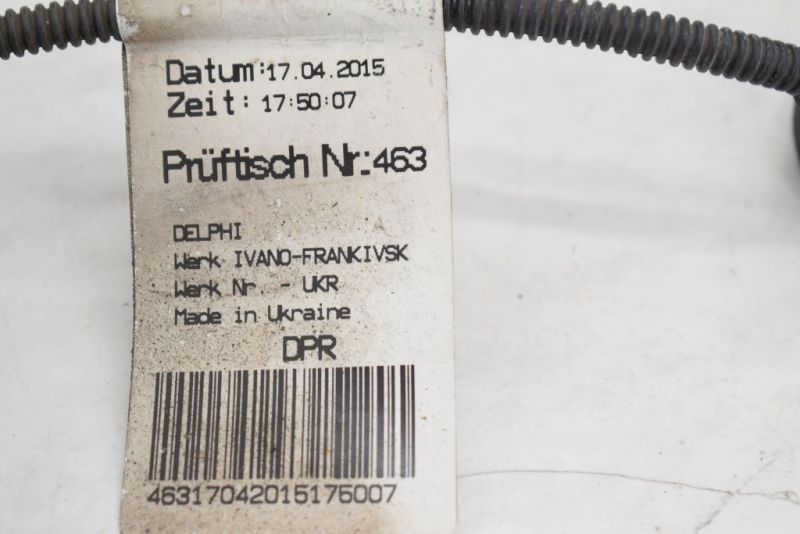 Datum:17.04.2015
Zeit: 17:50:07
Prüftisch Nr.:463
DELPHI
Werk IVANO-FRANKIVSK
Werk Nr. - UKR
Made in Ukraine
DPR
46317042015175007